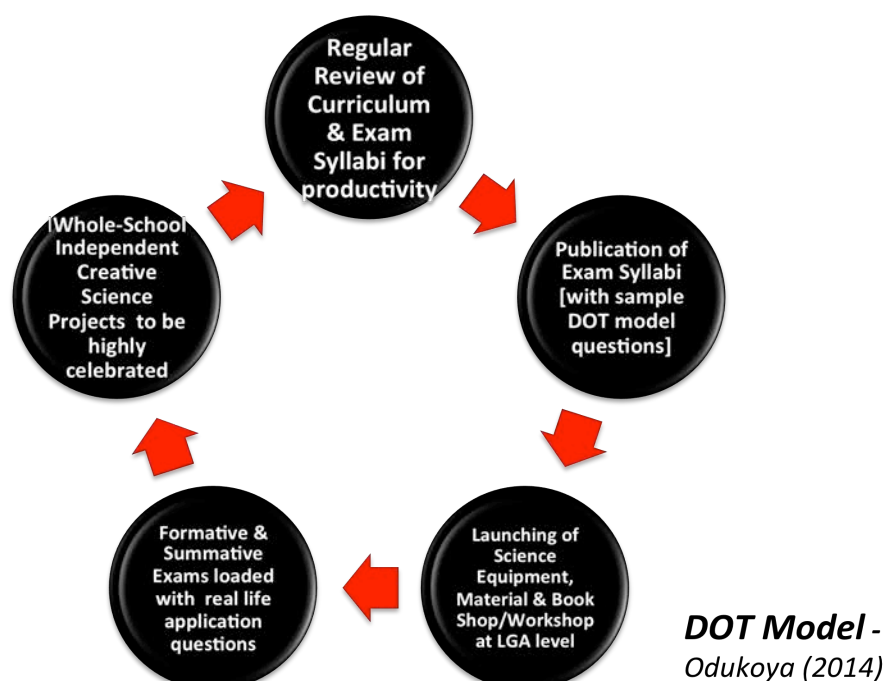 Regular
Review of
Curriculum
& Exam
Syllabi for
productivity
Publication of
Exam Syllabi
[with sample
DOT model
questions]
Launching of
Science
Equipment,
Material & Book
Shop/Workshop
at LGA level
Formative &
Summative
Exams loaded
with real life
application
questions
[Whole-School
Independent
Creative
Science
Projects to be
highly
celebrated
DOT Model -
Odukoya (2014)